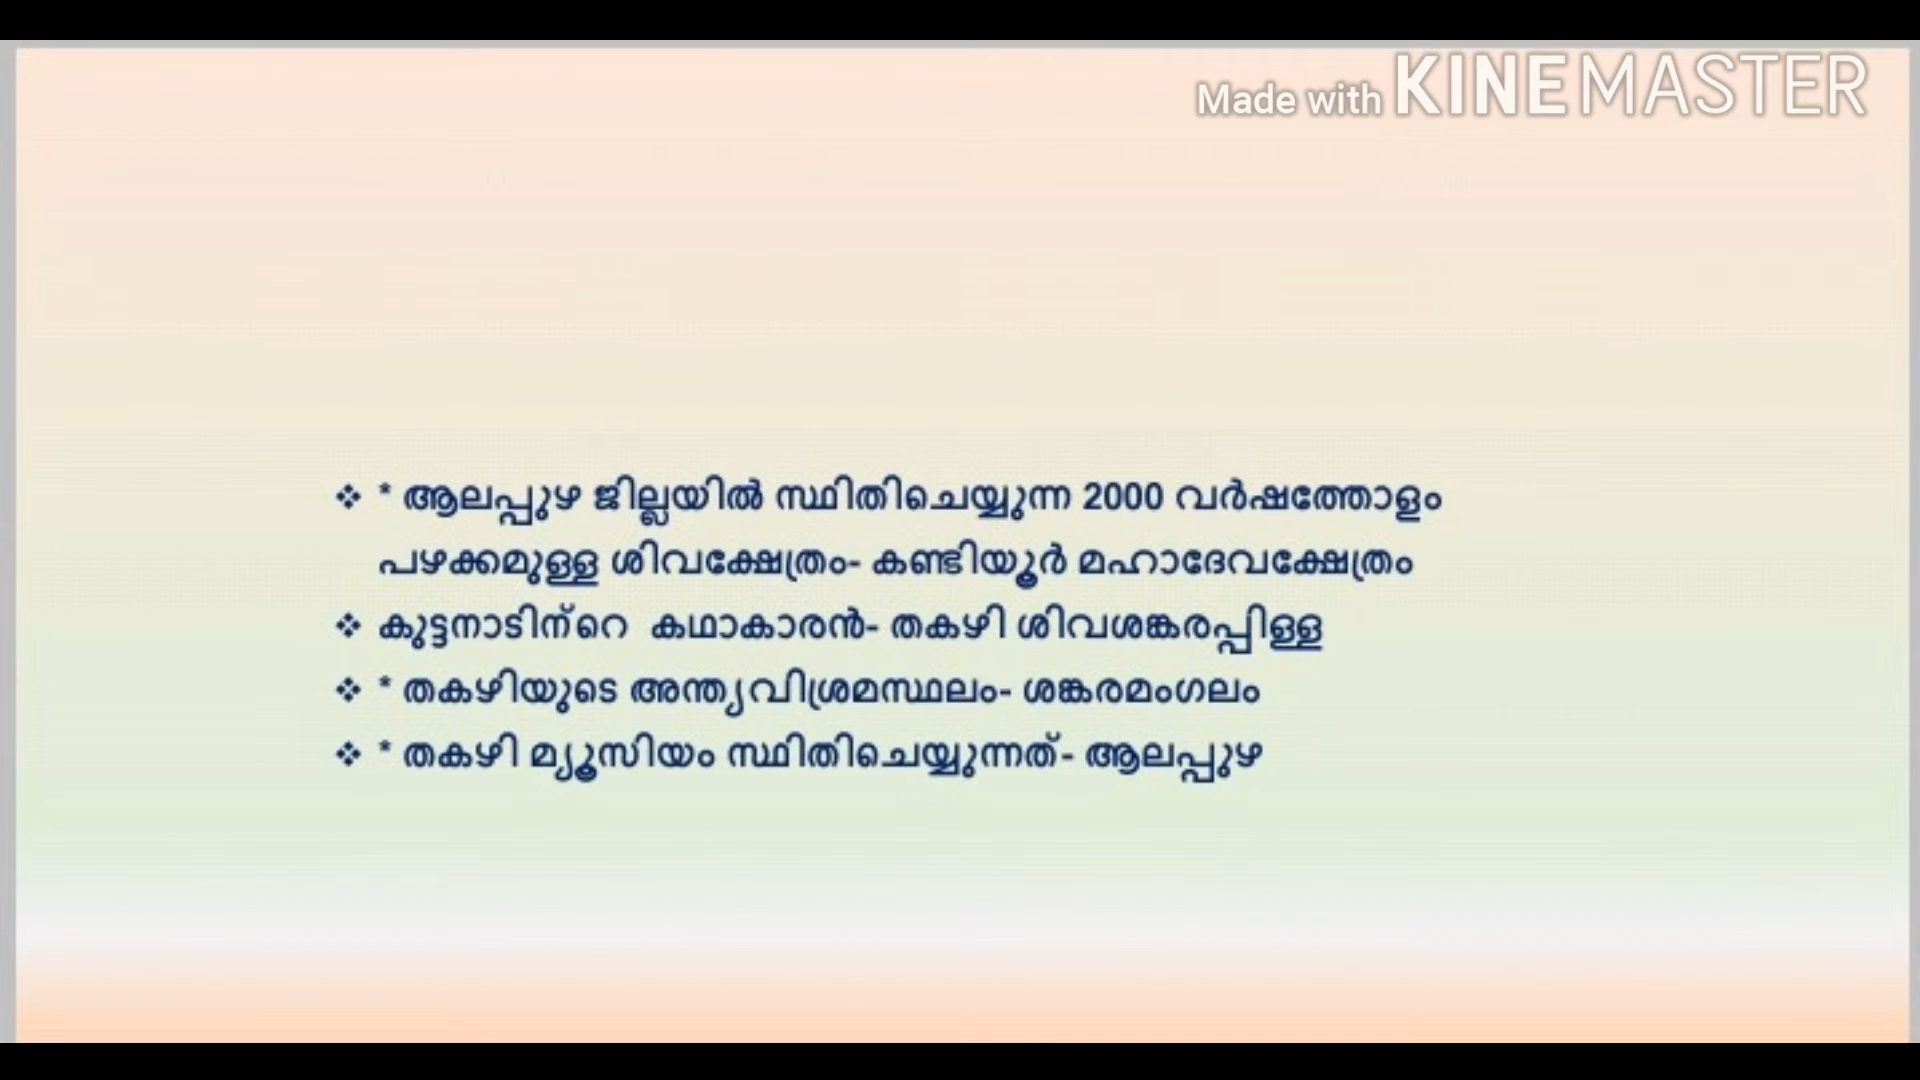 Made with KINEMASTER
❖ * ആലപ്പുഴ ജില്ലയിൽ സ്ഥിതിചെയ്യുന്ന 2000 വർഷത്തോളം
പഴക്കമുള്ള ശിവക്ഷേത്രം- കണ്ടിയൂർ മഹാദേവക്ഷേത്രം
❖ കുട്ടനാടിന്റെ കഥാകാരൻ- തകഴി ശിവശങ്കരപ്പിള്ള
❖ * തകഴിയുടെ അന്ത്യവിശ്രമസ്ഥലം- ശങ്കരമംഗലം
❖ * തകഴി മ്യൂസിയം സ്ഥിതിചെയ്യുന്നത്- ആലപ്പുഴ